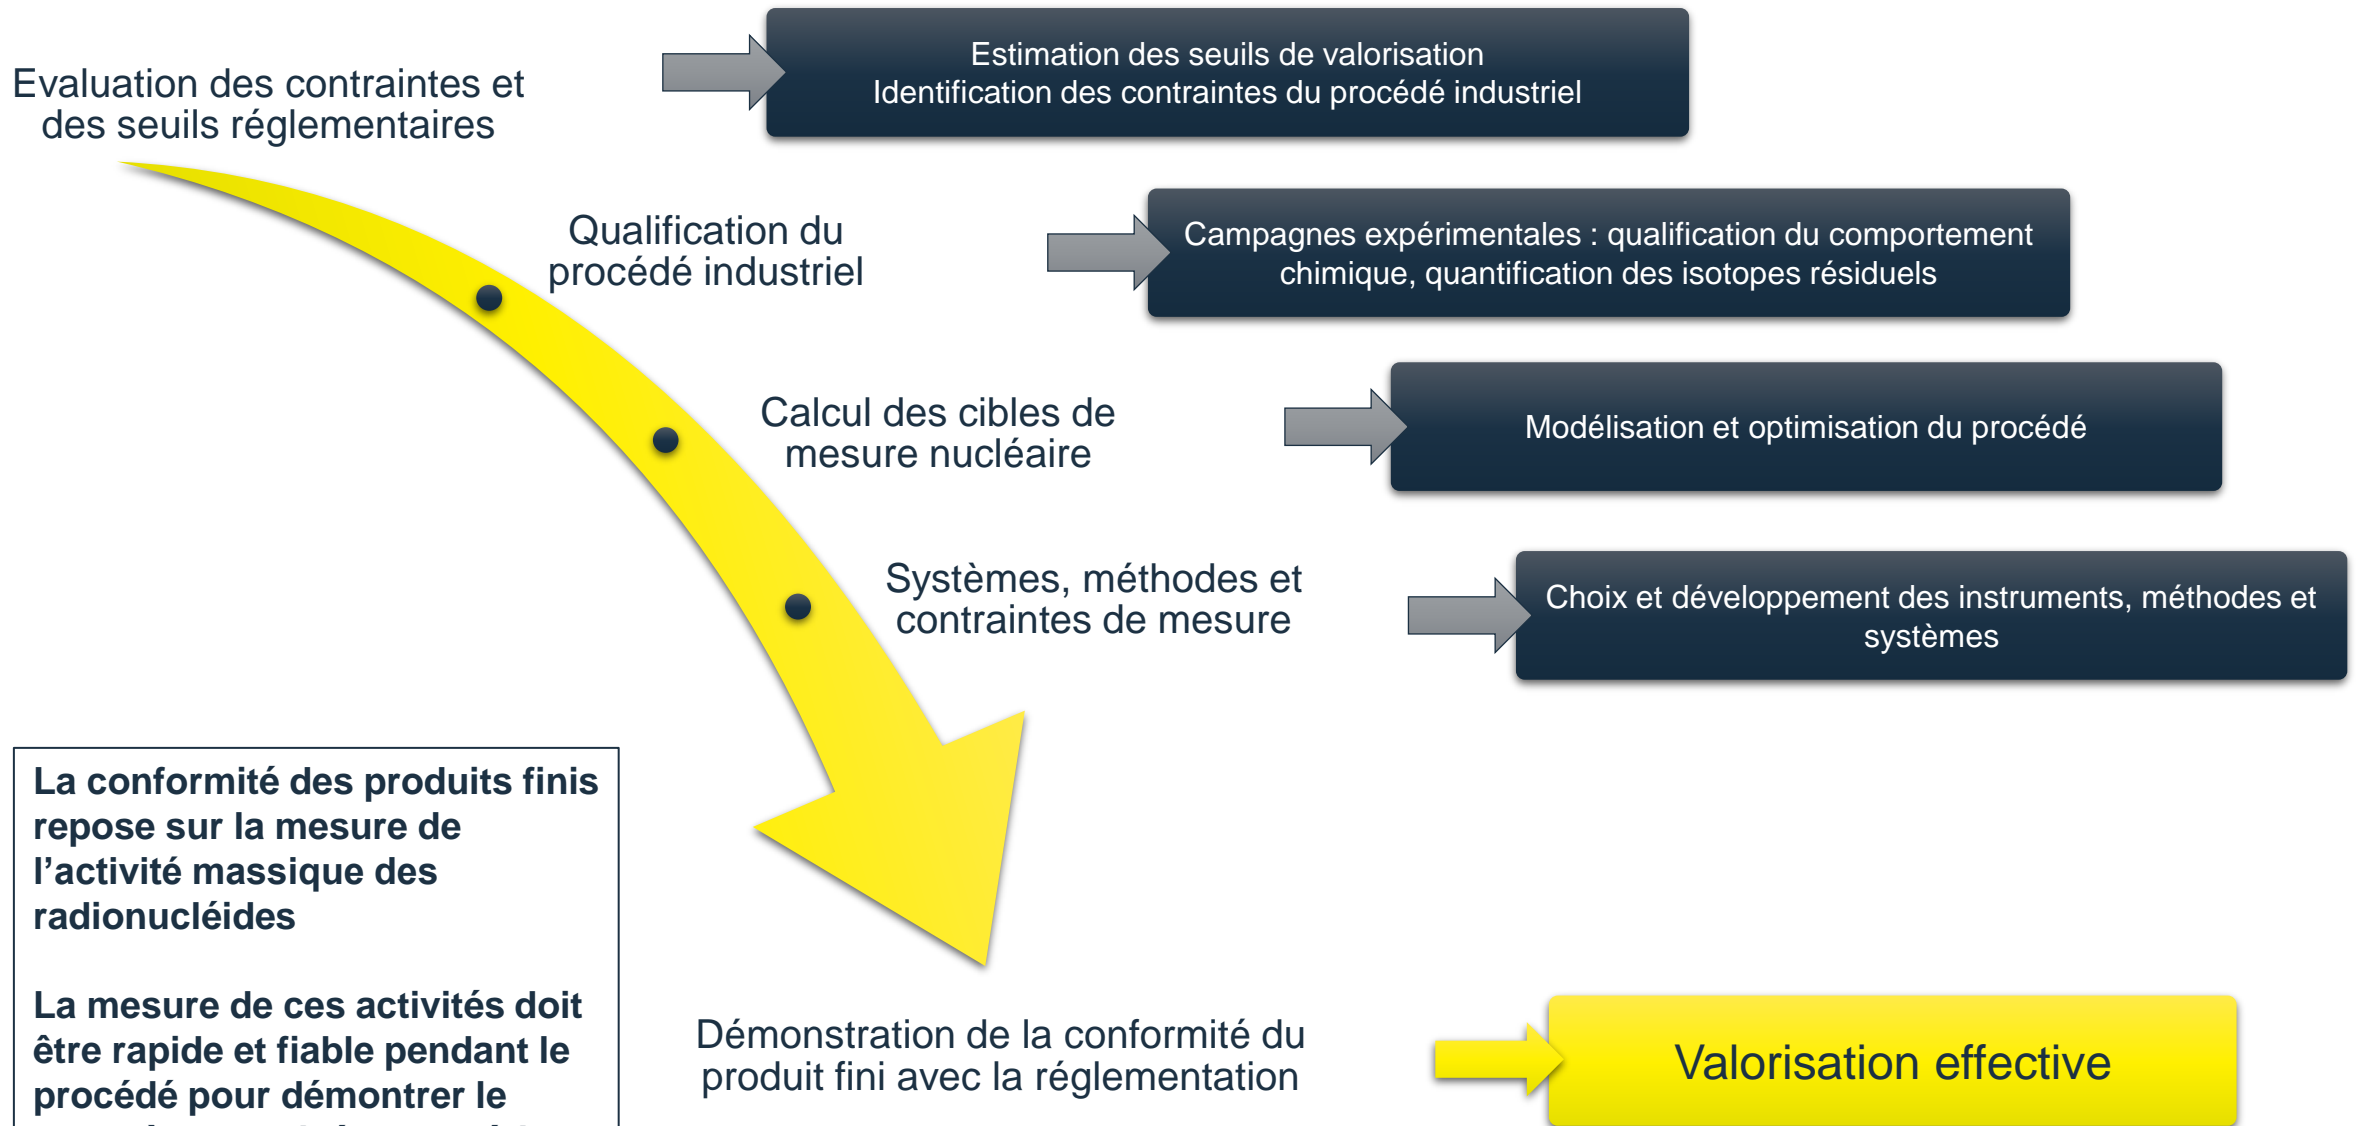 Evaluation des contraintes et
des seuils réglementaires
Estimation des seuils de valorisation
Identification des contraintes du procédé industriel
Qualification du
procédé industriel
Campagnes expérimentales : qualification du comportement
chimique, quantification des isotopes résiduels
Calcul des cibles de
mesure nucléaire
Modélisation et optimisation du procédé
Systèmes, méthodes et
contraintes de mesure
Choix et développement des instruments, méthodes et
systèmes
La conformité des produits finis
repose sur la mesure de
l’activité massique des
radionucléides
La mesure de ces activités doit
être rapide et fiable pendant le
procédé pour démontrer le
Démonstration de la conformité du
produit fini avec la réglementation
Valorisation effective